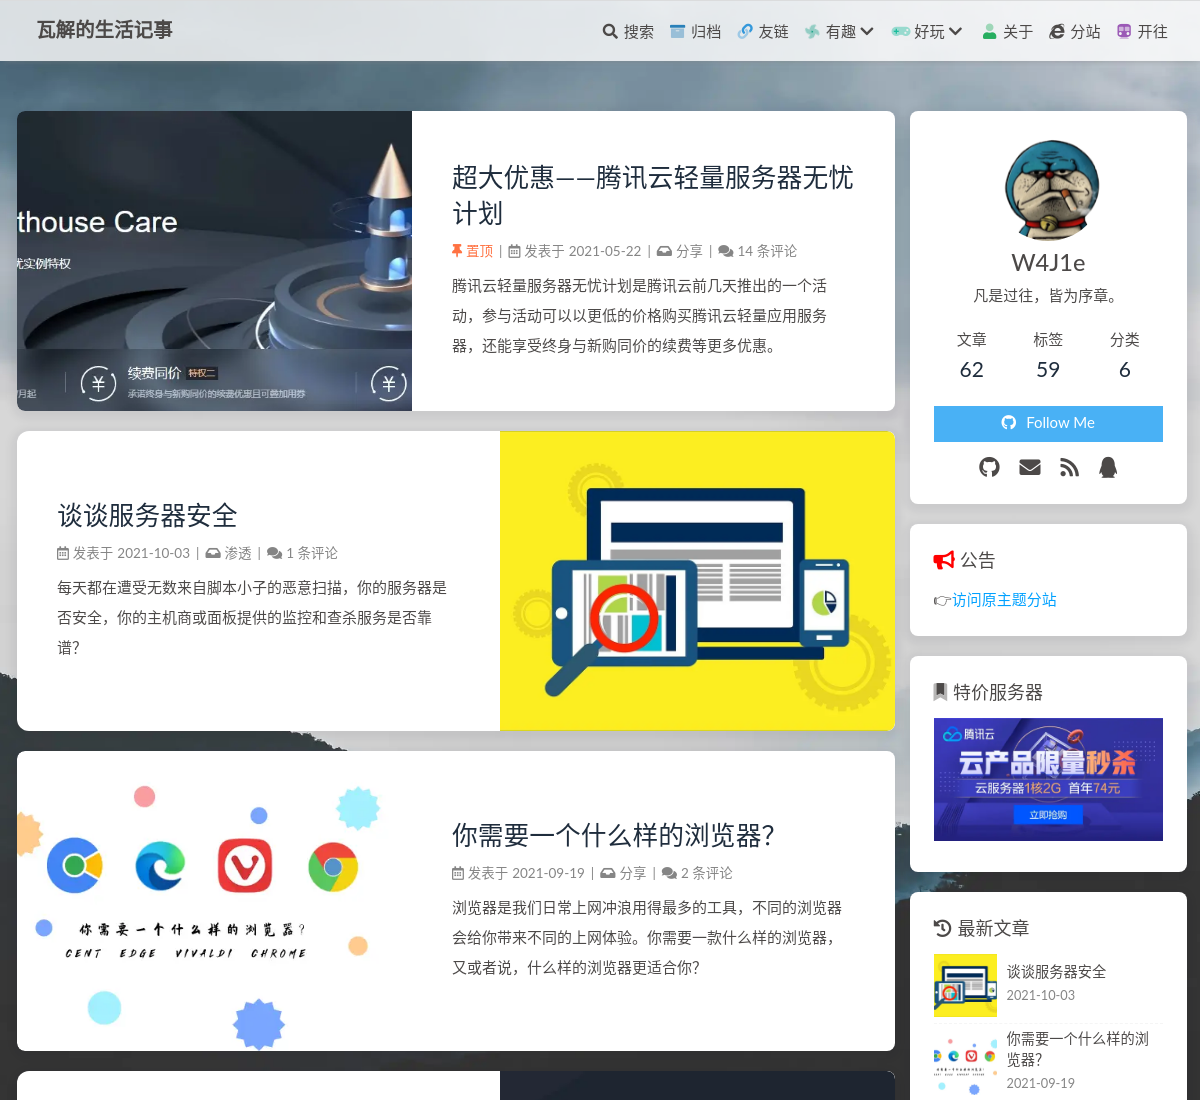 瓦解的生活记事
搜索 归档 友链 有趣 好玩 关于 分站 开往
thouse Care
优实例特权
续费同价 特权二
承诺终身与新购同价的续费优惠且可叠加用券
月起
超大优惠——腾讯云轻量服务器无忧
计划
置顶 | 发表于 2021-05-22 | 分享 | 14 条评论
腾讯云轻量服务器无忧计划是腾讯云前几天推出的一个活
动，参与活动可以以更低的价格购买腾讯云轻量应用服务
器，还能享受终身与新购同价的续费等更多优惠。
谈谈服务器安全
发表于 2021-10-03 | 渗透 | 1 条评论
每天都在遭受无数来自脚本小子的恶意扫描，你的服务器是
否安全，你的主机商或面板提供的监控和查杀服务是否靠
谱？
你需要一个什么样的浏览器？
CENT EDGE VIVALDI CHROME
你需要一个什么样的浏览器？
发表于 2021-09-19 | 分享 | 2 条评论
浏览器是我们日常上网冲浪用得最多的工具，不同的浏览器
会给你带来不同的上网体验。你需要一款什么样的浏览器，
又或者说，什么样的浏览器更适合你？
W4J1e
凡是过往，皆为序章。
文章 标签 分类
62 59 6
Follow Me
公告
👉访问原主题分站
特价服务器
腾讯云
云产品限量秒杀
云服务器1核2G 首年74元
立即抢购
最新文章
谈谈服务器安全
2021-10-03
你需要一个什么样的浏
览器？
2021-09-19